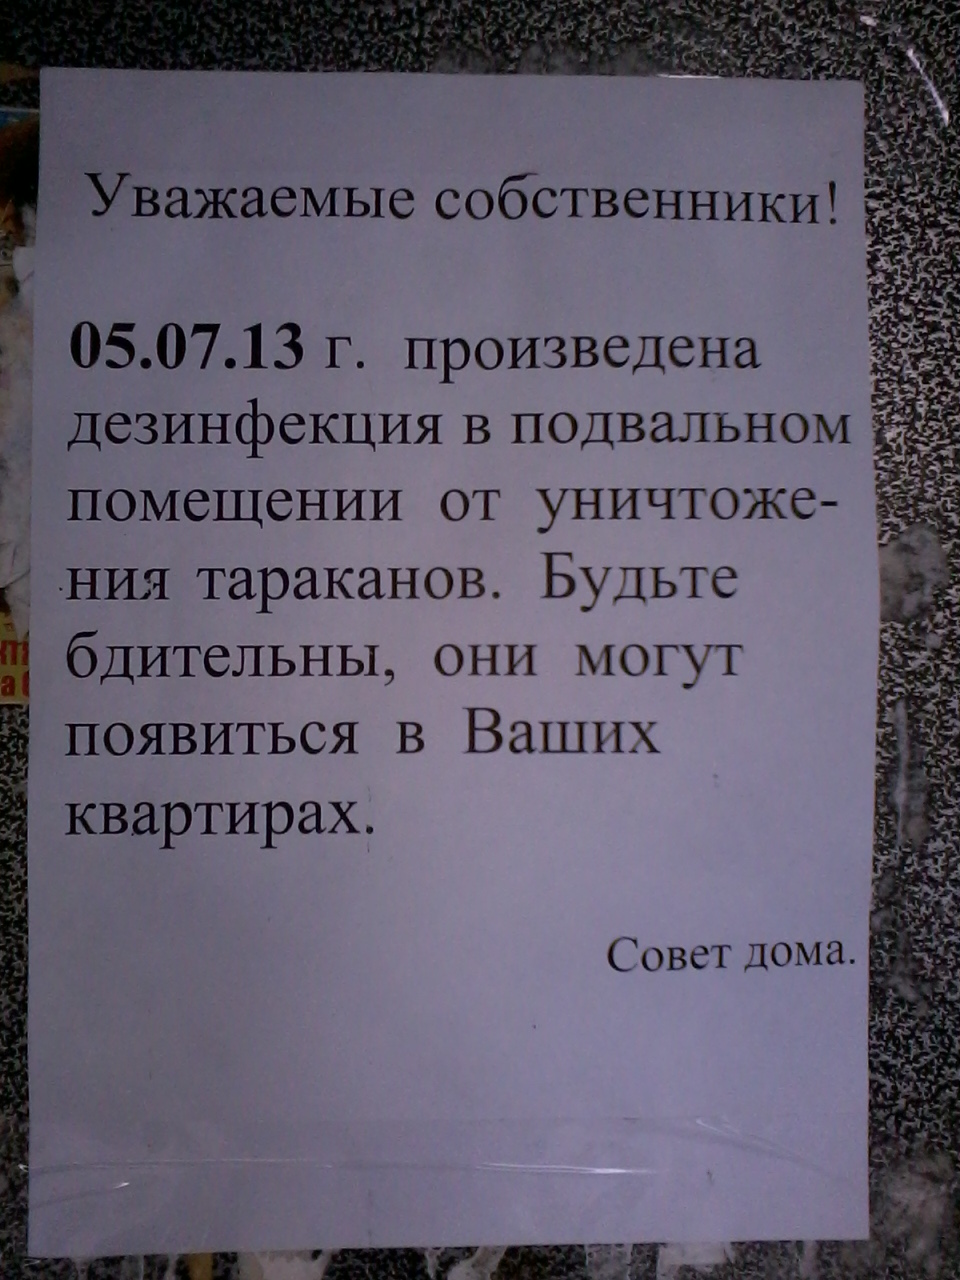 Уважаемые собственники!
05.07.13 г. произведена
дезинфекция в подвальном
помещении от уничтоже-
ния тараканов. Будьте
бдительны, они могут
появиться в Ваших
квартирах.
Совет дома.